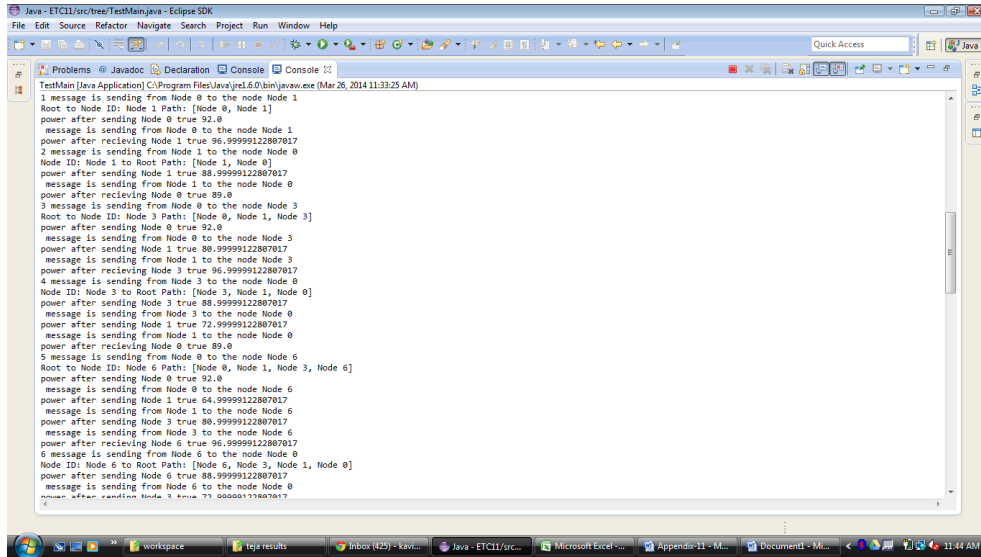 Java - ETC11/src/tree/TestMain.java - Eclipse SDK
File Edit Source Refactor Navigate Search Project Run Window Help
Quick Access
Java
Problems @ Javadoc Declaration Console Console
TestMain [Java Application] C:\Program Files\Java\jre1.6.0\bin\javaw.exe (Mar 26, 2014 11:33:25 AM)
1 message is sending from Node 0 to the node Node 1
Root to Node ID: Node 1 Path: [Node 0, Node 1]
power after sending Node 0 true 92.0
message is sending from Node 0 to the node Node 1
power after recieving Node 1 true 96.99999122807017
2 message is sending from Node 1 to the node Node 0
Node ID: Node 1 to Root Path: [Node 1, Node 0]
power after sending Node 1 true 88.99999122807017
message is sending from Node 1 to the node Node 0
power after recieving Node 0 true 89.0
3 message is sending from Node 0 to the node Node 3
Root to Node ID: Node 3 Path: [Node 0, Node 1, Node 3]
power after sending Node 0 true 92.0
message is sending from Node 0 to the node Node 3
power after sending Node 1 true 80.99999122807017
message is sending from Node 1 to the node Node 3
power after recieving Node 3 true 96.99999122807017
4 message is sending from Node 3 to the node Node 0
Node ID: Node 3 to Root Path: [Node 3, Node 1, Node 0]
power after sending Node 3 true 88.99999122807017
message is sending from Node 3 to the node Node 0
power after sending Node 1 true 72.99999122807017
message is sending from Node 1 to the node Node 0
power after recieving Node 0 true 89.0
5 message is sending from Node 0 to the node Node 6
Root to Node ID: Node 6 Path: [Node 0, Node 1, Node 3, Node 6]
power after sending Node 0 true 92.0
message is sending from Node 0 to the node Node 6
power after sending Node 1 true 64.99999122807017
message is sending from Node 1 to the node Node 6
power after sending Node 3 true 80.99999122807017
message is sending from Node 3 to the node Node 6
power after recieving Node 6 true 96.99999122807017
6 message is sending from Node 6 to the node Node 0
Node ID: Node 6 to Root Path: [Node 6, Node 3, Node 1, Node 0]
power after sending Node 6 true 88.99999122807017
message is sending from Node 6 to the node Node 0
power after sending Node 3 true 72.99999122807017
workspace teja results Inbox (425) - kavi... Java - ETC11/src... Microsoft Excel -... Appendix-11 - M... Document1 - Mi... 11:44 AM